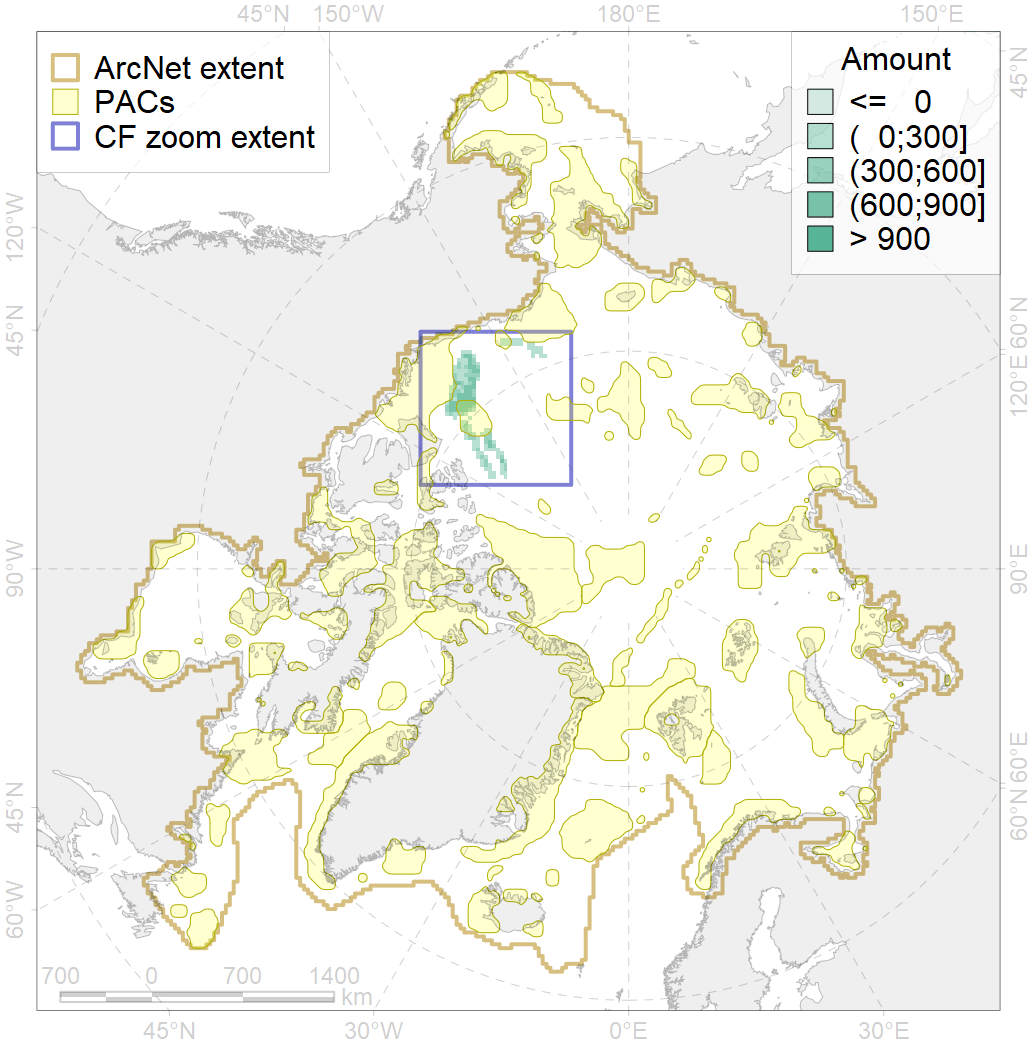 45°N 150°W 180°E 150°E
ArcNet extent
PACs
CF zoom extent
Amount
<= 0
( 0;300]
(300;600]
(600;900]
> 900
45°N
120°W
45°N
60°N
120°E
90°W
90°E
60°E
45°N
60°N
60°W
700 0 700 1400
km
45°N 30°W 0°E 30°E